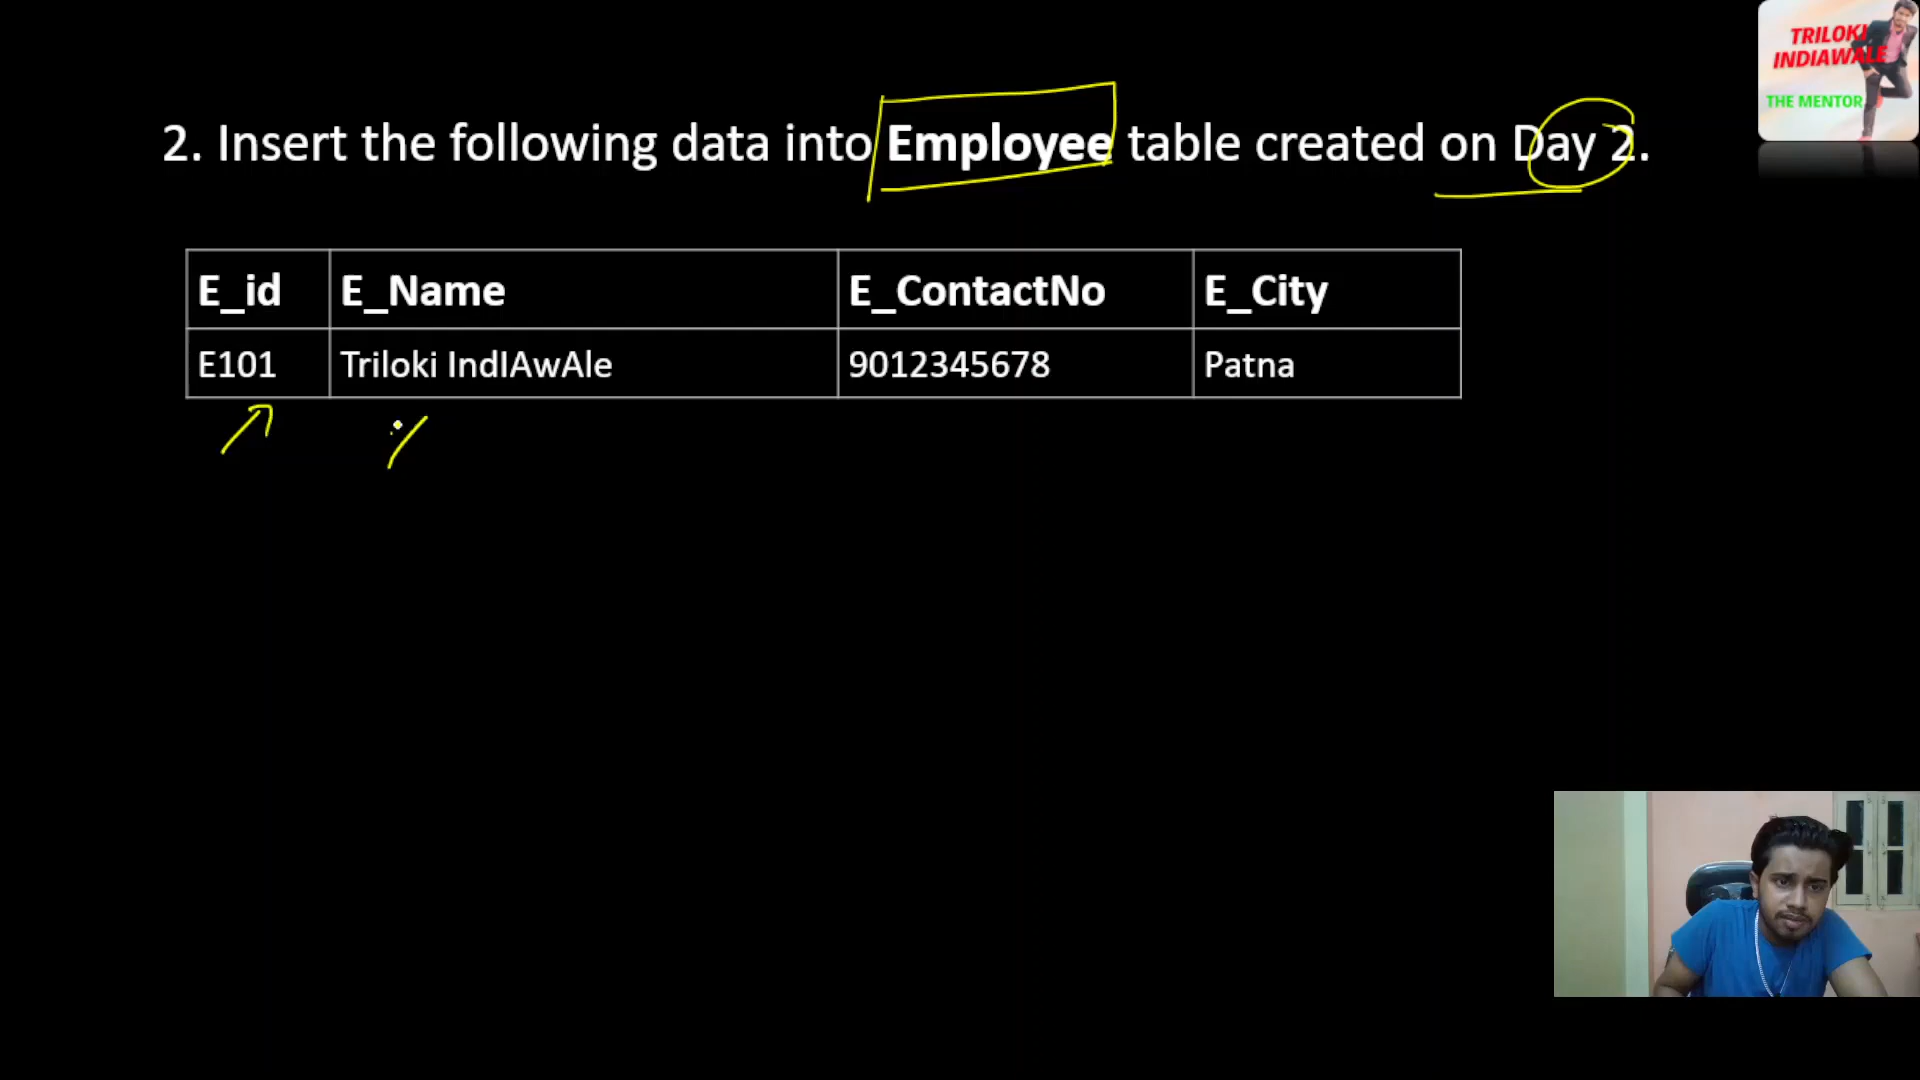 TRILOKI
INDIAWALE
THE MENTOR
2. Insert the following data into Employee table created on Day 2.
E_id E_Name E_ContactNo E_City
E101 Triloki IndIAwAle 9012345678 Patna